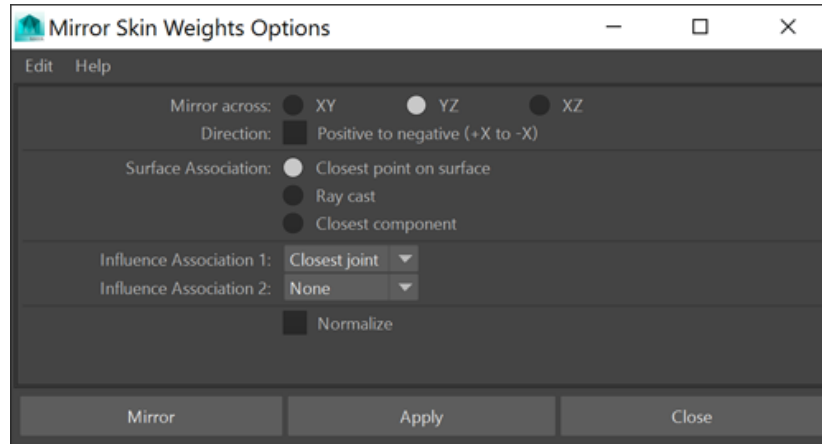 Mirror Skin Weights Options
Edit Help
Mirror across: XY YZ XZ
Direction: Positive to negative (+X to -X)
Surface Association: Closest point on surface
Ray cast
Closest component
Influence Association 1: Closest joint
Influence Association 2: None
Normalize
Mirror Apply Close